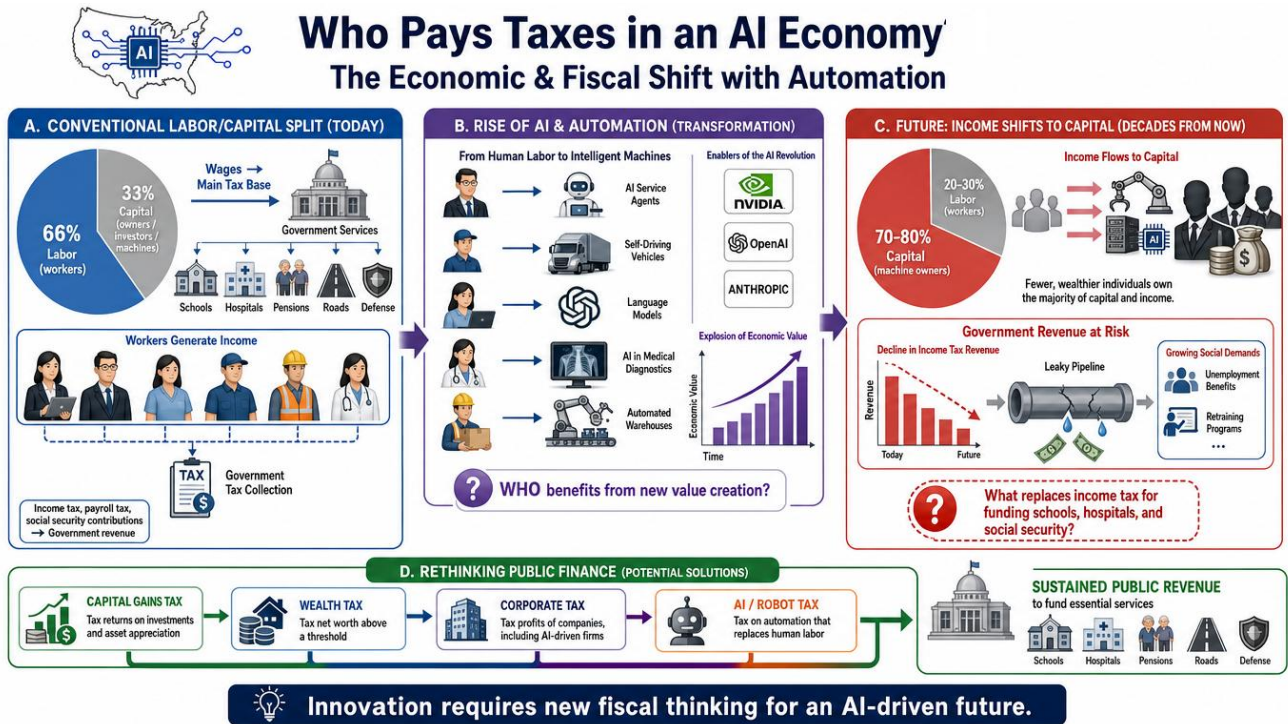 AI
Who Pays Taxes in an AI Economy
The Economic & Fiscal Shift with Automation
A. CONVENTIONAL LABOR/CAPITAL SPLIT (TODAY)
66%
Labor
(workers)
33%
Capital
(owners /
investors /
machines)
Wages →
Main Tax Base
Government Services
Schools
Hospitals
Pensions
Roads
Defense
Workers Generate Income
TAX
$
Government
Tax Collection
Income tax, payroll tax,
social security contributions
→ Government revenue
B. RISE OF AI & AUTOMATION (TRANSFORMATION)
From Human Labor to Intelligent Machines
AI Service
Agents
Self-Driving
Vehicles
Language
Models
AI in Medical
Diagnostics
Automated
Warehouses
Enablers of the AI Revolution
NVIDIA.
OpenAI
ANTHROPIC
Explosion of Economic Value
Economic Value
Time
?
WHO benefits from new value creation?
C. FUTURE: INCOME SHIFTS TO CAPITAL (DECADES FROM NOW)
20–30%
Labor
(workers)
70–80%
Capital
(machine owners)
Income Flows to Capital
AI
$
Fewer, wealthier individuals own
the majority of capital and income.
Government Revenue at Risk
Decline in Income Tax Revenue
Revenue
Today
Future
Leaky Pipeline
Growing Social Demands
Unemployment
Benefits
Retraining
Programs
...
?
What replaces income tax for
funding schools, hospitals, and
social security?
D. RETHINKING PUBLIC FINANCE (POTENTIAL SOLUTIONS)
$
CAPITAL GAINS TAX
Tax returns on investments
and asset appreciation
WEALTH TAX
Tax net worth above
a threshold
CORPORATE TAX
Tax profits of companies,
including AI-driven firms
AI / ROBOT TAX
Tax on automation that
replaces human labor
SUSTAINED PUBLIC REVENUE
to fund essential services
Schools
Hospitals
Pensions
Roads
Defense
Innovation requires new fiscal thinking for an AI-driven future.